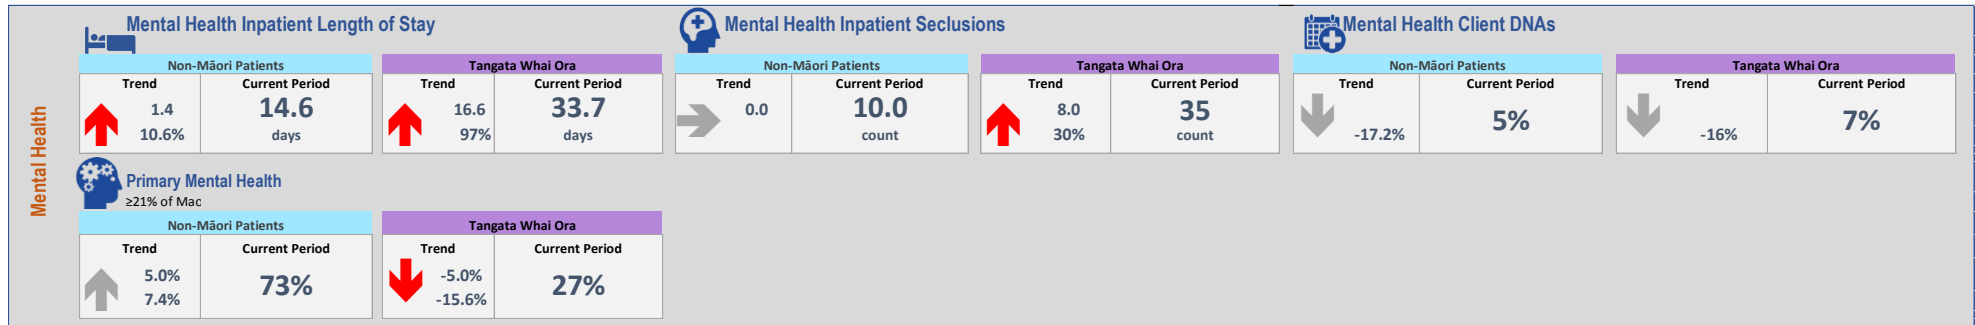 Mental Health
Mental Health Inpatient Length of Stay
Non-Māori Patients
Trend
Current Period
1.4
10.6%
14.6
days
Tangata Whai Ora
Trend
Current Period
16.6
97%
33.7
days
Mental Health Inpatient Seclusions
Non-Māori Patients
Trend
Current Period
0.0
10.0
count
Tangata Whai Ora
Trend
Current Period
8.0
30%
35
count
Mental Health Client DNAs
Non-Māori Patients
Trend
Current Period
-17.2%
5%
Tangata Whai Ora
Trend
Current Period
-16%
7%
Primary Mental Health
≥21% of Mac
Non-Māori Patients
Trend
Current Period
5.0%
7.4%
73%
Tangata Whai Ora
Trend
Current Period
-5.0%
-15.6%
27%